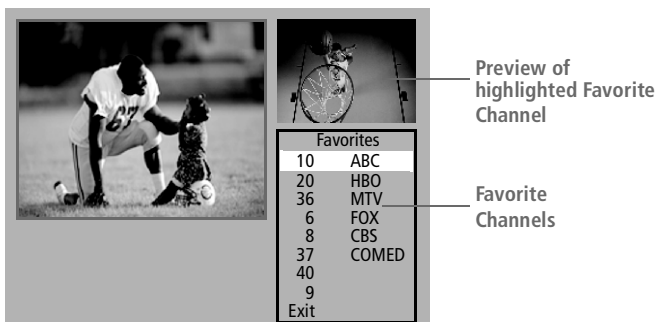 Preview of
highlighted Favorite
Channel
Favorites
10 ABC
20 HBO
36 MTV
6 FOX
8 CBS
37 COMED
40
9
Exit
Favorite
Channels
67